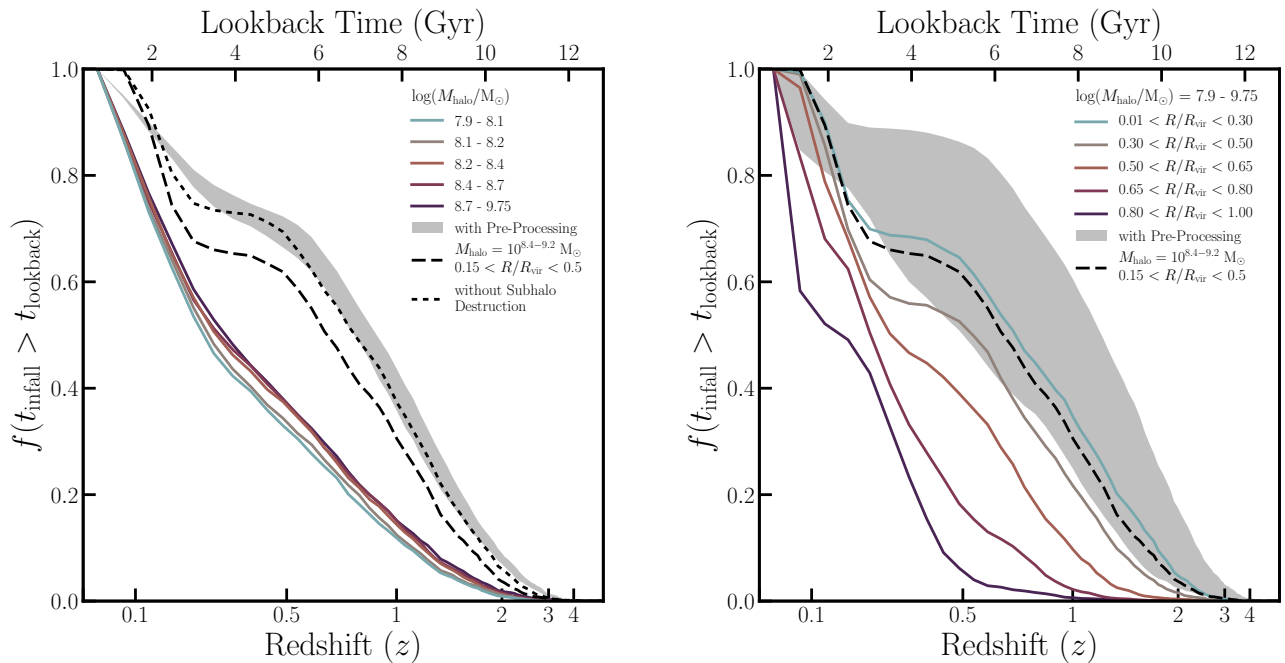 Lookback Time (Gyr)
2 4 6 8 10 12
1.0
0.8
0.6
0.4
0.2
0.0
f(t_infall > t_lookback)
log(M_halo/M_⊙)
7.9 - 8.1
8.1 - 8.2
8.2 - 8.4
8.4 - 8.7
8.7 - 9.75
with Pre-Processing
M_halo = 10^{8.4−9.2} M_⊙
0.15 < R/R_vir < 0.5
without Subhalo
Destruction
0.1 0.5 1 2 3 4
Redshift (z)
Lookback Time (Gyr)
2 4 6 8 10 12
1.0
0.8
0.6
0.4
0.2
0.0
f(t_infall > t_lookback)
log(M_halo/M_⊙) = 7.9 - 9.75
0.01 < R/R_vir < 0.30
0.30 < R/R_vir < 0.50
0.50 < R/R_vir < 0.65
0.65 < R/R_vir < 0.80
0.80 < R/R_vir < 1.00
with Pre-Processing
M_halo = 10^{8.4−9.2} M_⊙
0.15 < R/R_vir < 0.5
0.1 0.5 1 2 3 4
Redshift (z)